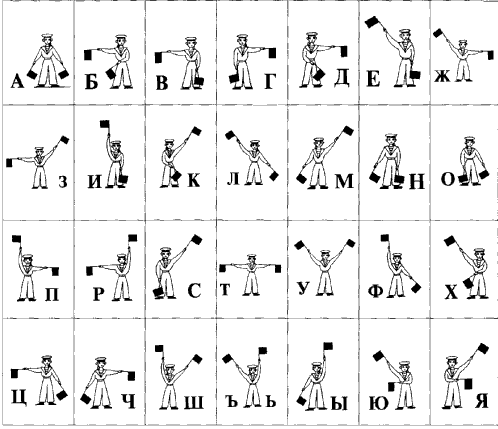 А Б В Г Д Е Ж
З И К Л М Н О
П Р С Т У Ф Х
Ц Ч Ш Ъ Ь Ы Ю Я